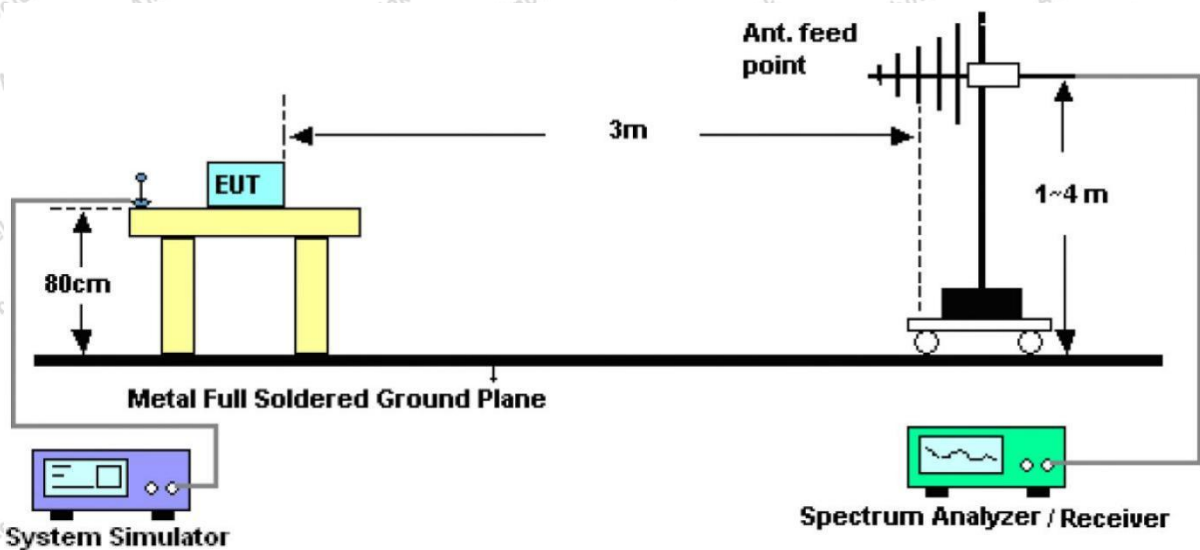 Ant. feed
point
3m
EUT
1~4 m
80cm
Metal Full Soldered Ground Plane
System Simulator
Spectrum Analyzer / Receiver